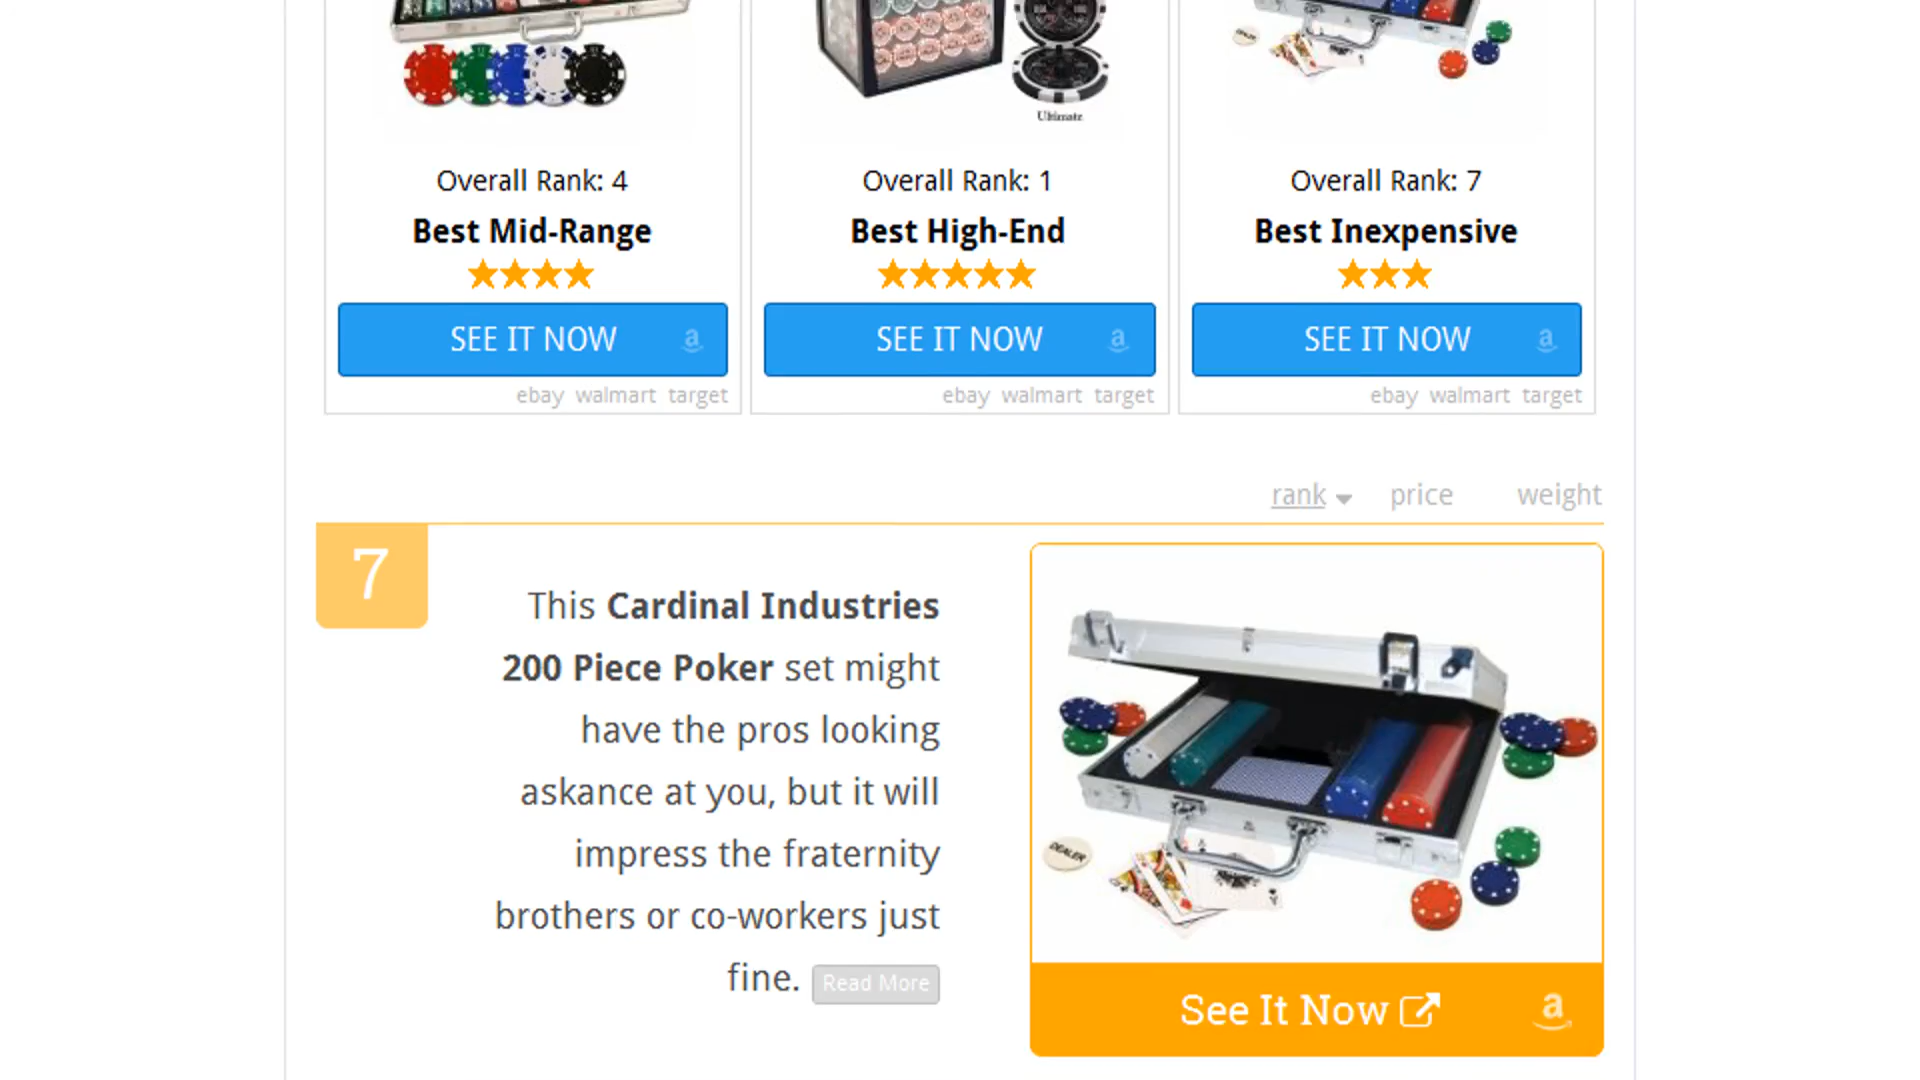 Ultimate
Overall Rank: 4
Best Mid-Range
SEE IT NOW a
ebay walmart target
Overall Rank: 1
Best High-End
SEE IT NOW a
ebay walmart target
Overall Rank: 7
Best Inexpensive
SEE IT NOW a
ebay walmart target
rank price weight
7
This Cardinal Industries
200 Piece Poker set might
have the pros looking
askance at you, but it will
impress the fraternity
brothers or co-workers just
fine. Read More
DEALER
See It Now a